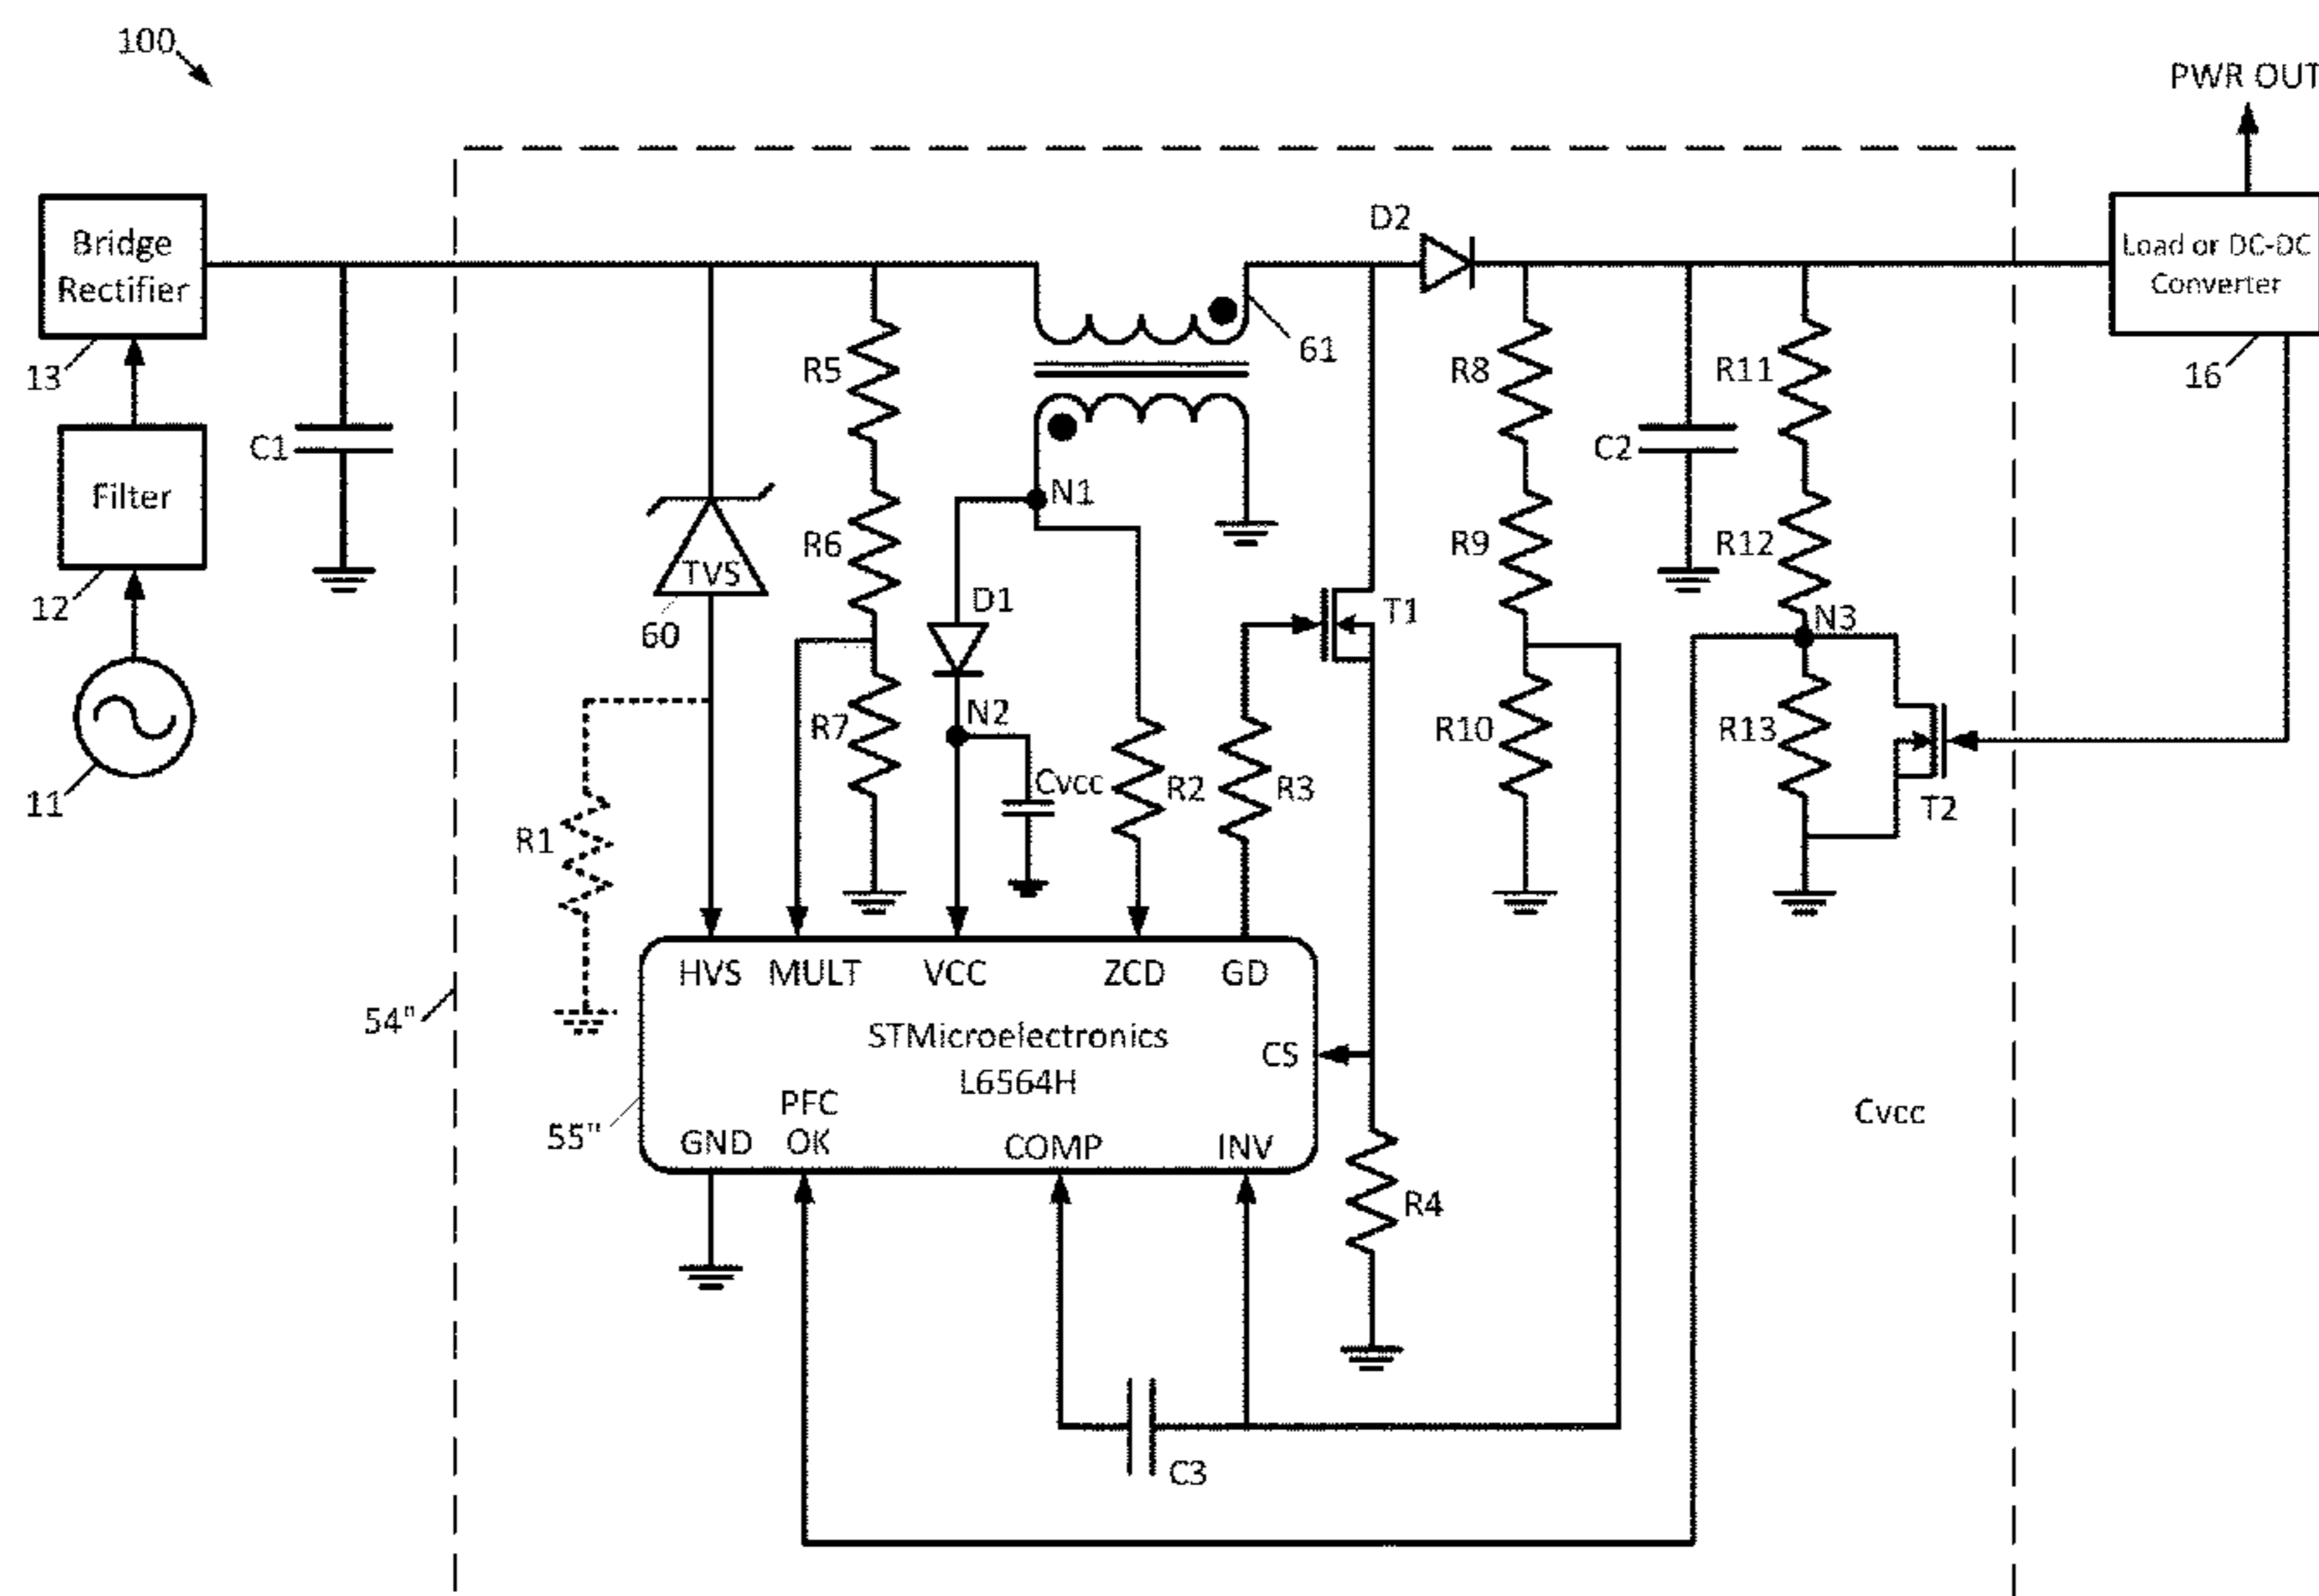 100
PWR OUT
Bridge
Rectifier
13
Filter
12
11
C1
D2
Load or DC-DC
Converter
16
61
R5
R6
R7
TVS
60
R1
N1
D1
N2
Cvcc
R2
R3
T1
R8
R9
R10
C2
R11
R12
N3
R13
T2
HVS
MULT
VCC
ZCD
GD
STMicroelectronics
L6564H
CS
PFC
OK
GND
COMP
INV
54"
55"
R4
Cvcc
C3